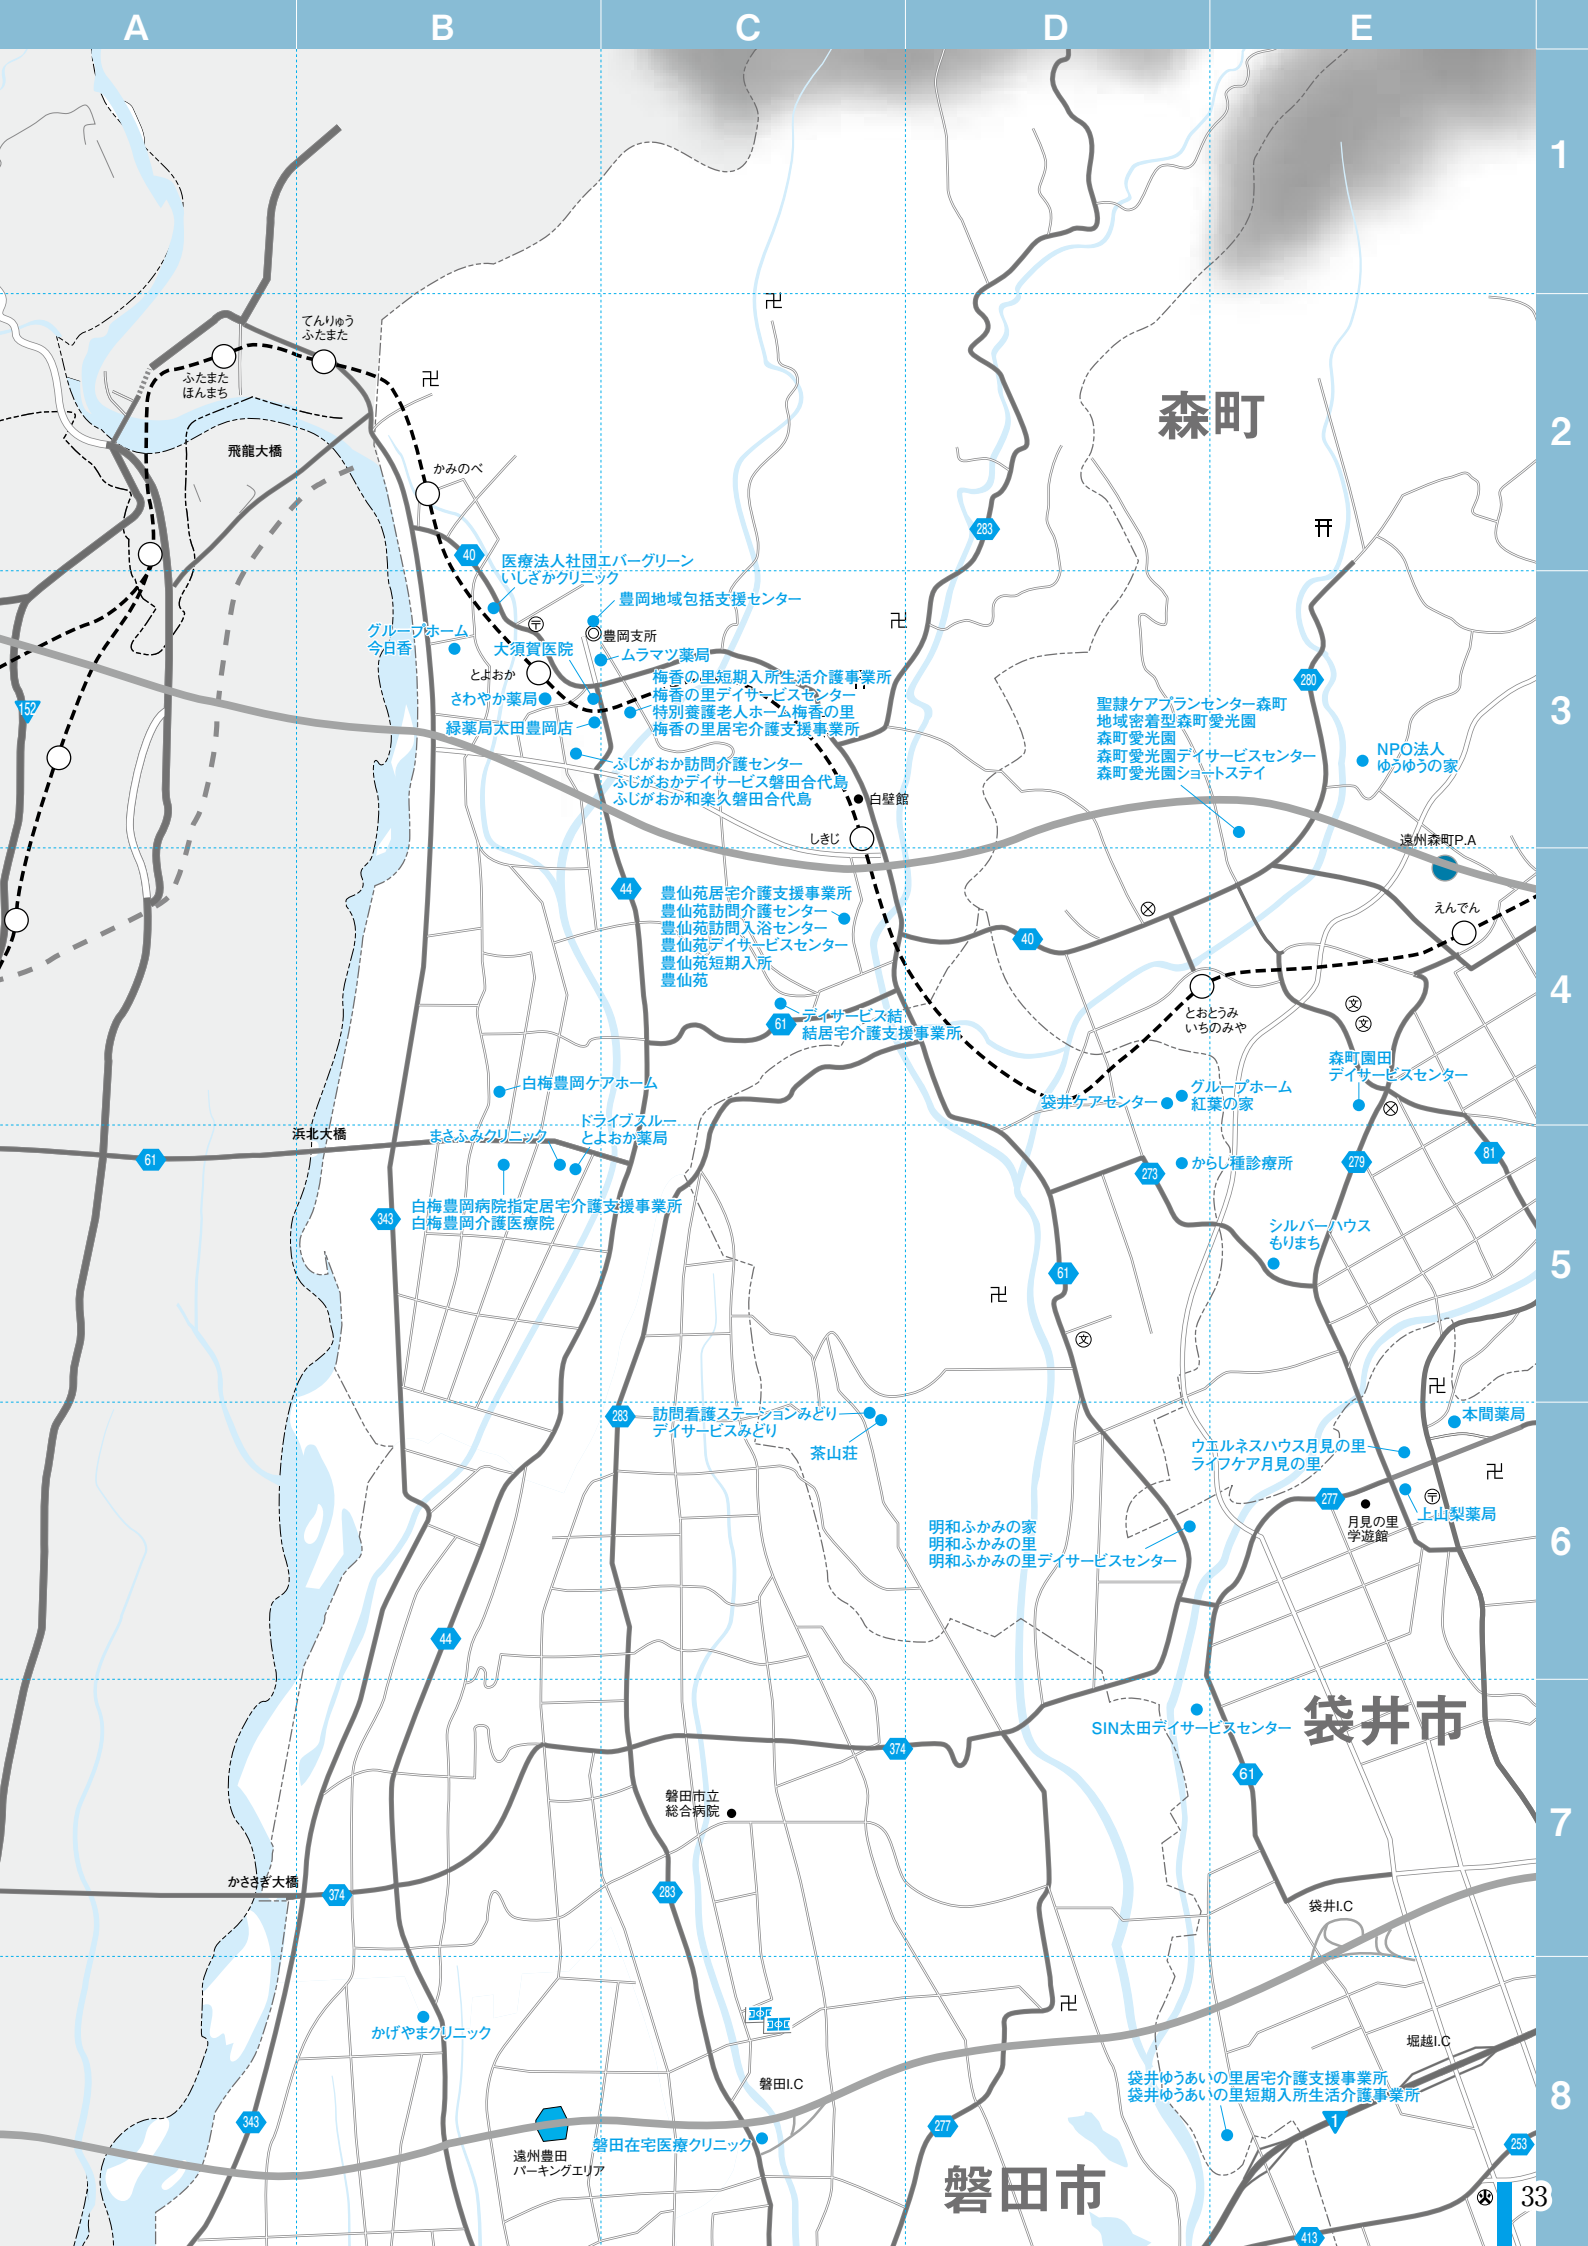 A
B
C
D
E
1
2
3
4
5
6
7
8
てんりゅう
ふたまた
ふたまた
ほんまち
飛龍大橋
森町
かみのべ
283
40
医療法人社団エバーグリーン
いしざかクリニック
豊岡地域包括支援センター
豊岡支所
グループホーム
今日香
大須賀医院
ムラマツ薬局
とよおか
さわやか薬局
緑薬局太田豊岡店
梅香の里短期入所生活介護事業所
梅香の里デイサービスセンター
特別養護老人ホーム梅香の里
梅香の里居宅介護支援事業所
280
152
聖隷ケアプランセンター森町
地域密着型森町愛光園
森町愛光園
森町愛光園デイサービスセンター
森町愛光園ショートステイ
NPO法人
ゆうゆうの家
ふじがおか訪問介護センター
ふじがおかデイサービス磐田合代島
ふじがおか和楽久磐田合代島
白壁館
しきじ
遠州森町P.A
44
豊仙苑居宅介護支援事業所
豊仙苑訪問介護センター
豊仙苑訪問入浴センター
豊仙苑デイサービスセンター
豊仙苑短期入所
豊仙苑
えんでん
40
文
文
とおとうみ
いちのみや
61
デイサービス結
結居宅介護支援事業所
森町園田
デイサービスセンター
白梅豊岡ケアホーム
袋井ケアセンター
グループホーム
紅葉の家
浜北大橋
まさふみクリニック
ドライブスルー
とよおか薬局
61
273
からし種診療所
279
81
343
白梅豊岡病院指定居宅介護支援事業所
白梅豊岡介護医療院
シルバーハウス
もりまち
61
文
283
訪問看護ステーションみどり
デイサービスみどり
茶山荘
本間薬局
ウエルネスハウス月見の里
ライフケア月見の里
277
月見の里
学遊館
上山梨薬局
明和ふかみの家
明和ふかみの里
明和ふかみの里デイサービスセンター
44
SIN太田デイサービスセンター
袋井市
374
61
磐田市立
総合病院
かささぎ大橋
374
283
袋井I.C
かげやまクリニック
堀越I.C
磐田I.C
袋井ゆうあいの里居宅介護支援事業所
袋井ゆうあいの里短期入所生活介護事業所
343
277
1
253
遠州豊田
パーキングエリア
磐田在宅医療クリニック
磐田市
413
33